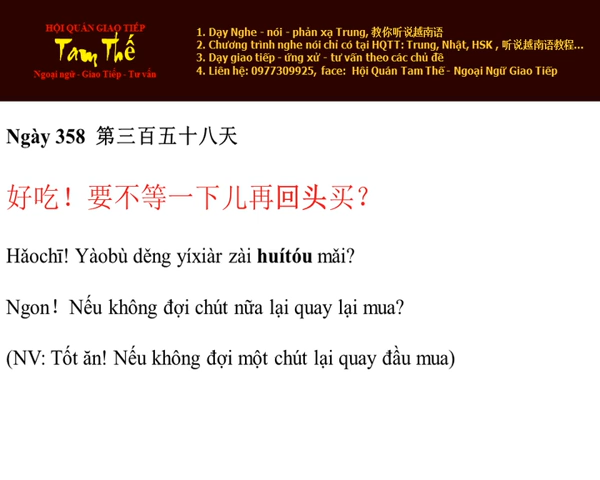 HỘI QUÁN GIAO TIẾP
Tam Thế
Ngoại ngữ - Giao Tiếp - Tư vấn
1. Dạy Nghe - nói - phản xạ Trung, 教你听说越南语
2. Chương trình nghe nói chỉ có tại HQTT: Trung, Nhật, HSK , 听说越南语教程...
3. Dạy giao tiếp - ứng xử - tư vấn theo các chủ đề
4. Liên hệ: 0977309925, face: Hội Quán Tam Thế - Ngoại Ngữ Giao Tiếp
Ngày 358 第三百五十八天
好吃！要不等一下儿再回头买？
Hǎochī! Yàobù děng yíxiàr zài huítóu mǎi?
Ngon！Nếu không đợi chút nữa lại quay lại mua?
(NV: Tốt ăn! Nếu không đợi một chút lại quay đầu mua)